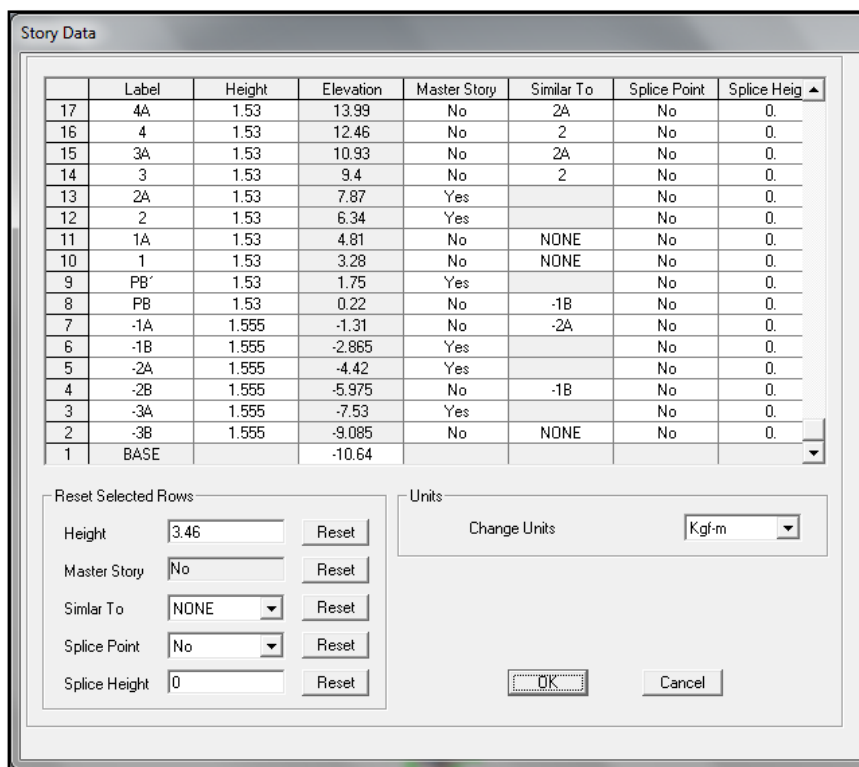 Story Data
Label Height Elevation Master Story Similar To Splice Point Splice Heig
17 4A 1.53 13.99 No 2A No 0.
16 4 1.53 12.46 No 2 No 0.
15 3A 1.53 10.93 No 2A No 0.
14 3 1.53 9.4 No 2 No 0.
13 2A 1.53 7.87 Yes No 0.
12 2 1.53 6.34 Yes No 0.
11 1A 1.53 4.81 No NONE No 0.
10 1 1.53 3.28 No NONE No 0.
9 PB´ 1.53 1.75 Yes No 0.
8 PB 1.53 0.22 No -1B No 0.
7 -1A 1.555 -1.31 No -2A No 0.
6 -1B 1.555 -2.865 Yes No 0.
5 -2A 1.555 -4.42 Yes No 0.
4 -2B 1.555 -5.975 No -1B No 0.
3 -3A 1.555 -7.53 Yes No 0.
2 -3B 1.555 -9.085 No NONE No 0.
1 BASE -10.64
Reset Selected Rows
Height 3.46 Reset
Master Story No Reset
Simlar To NONE Reset
Splice Point No Reset
Splice Height 0 Reset
Units
Change Units Kgf-m
OK Cancel